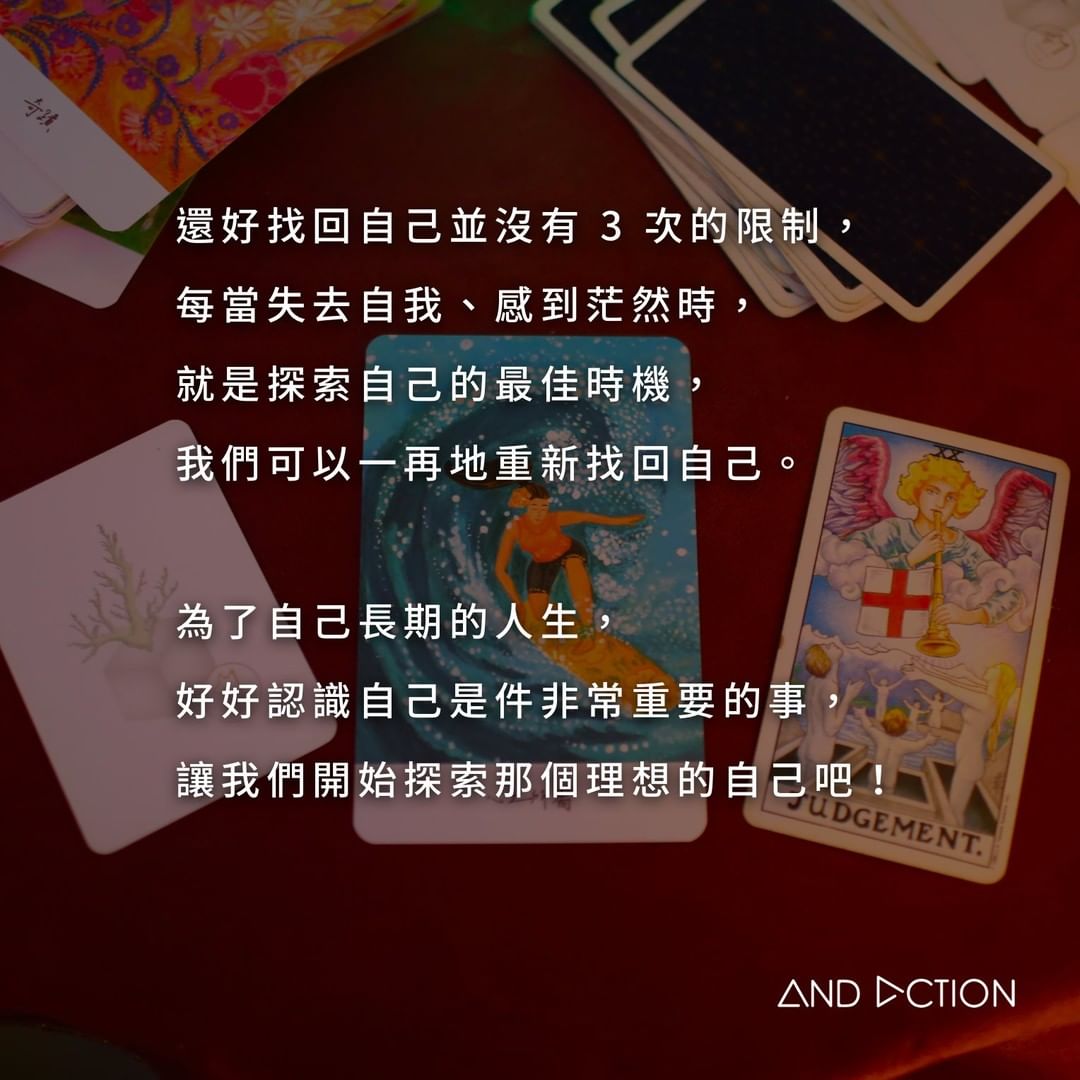 奇蹟
還好找回自己並沒有 3 次的限制，
每當失去自我、感到茫然時，
就是探索自己的最佳時機，
我們可以一再地重新找回自己。
為了自己長期的人生，
好好認識自己是件非常重要的事，
讓我們開始探索那個理想的自己吧！
XX
JUDGEMENT.
AND ACTION